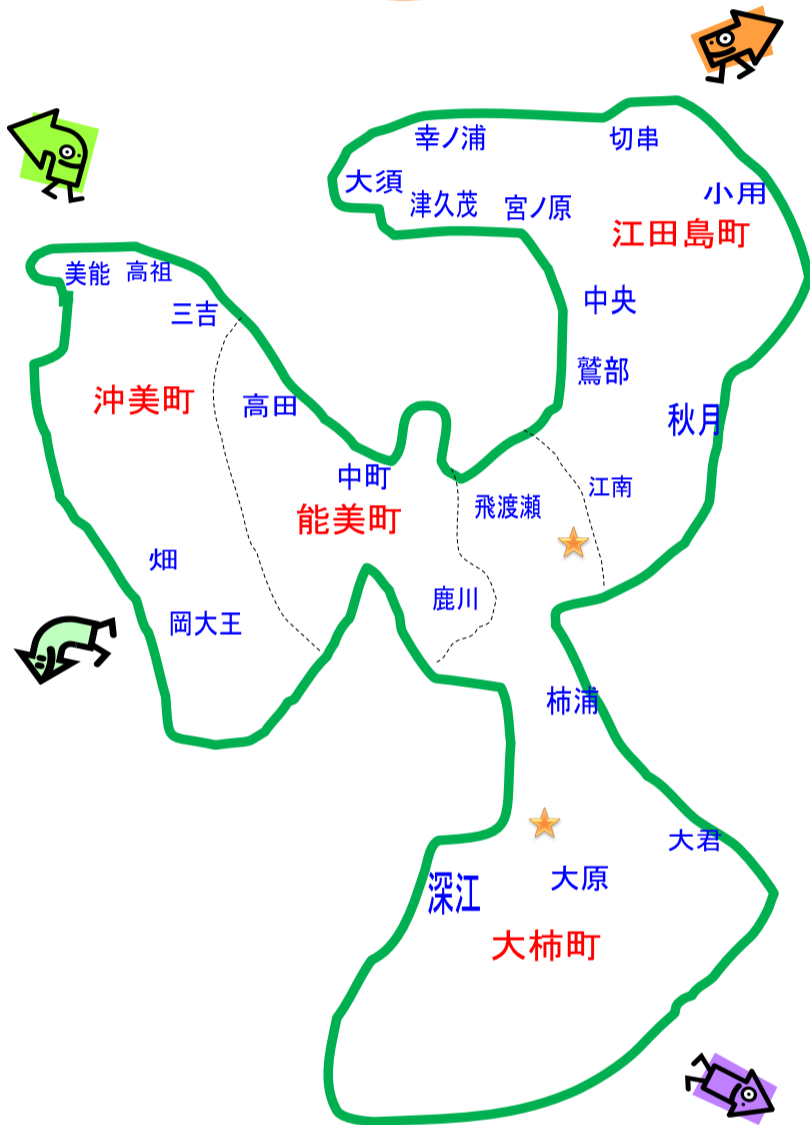 幸ノ浦
切串
大須
津久茂
宮ノ原
小用
江田島町
美能
高祖
三吉
中央
鷲部
沖美町
高田
秋月
中町
能美町
飛渡瀬
江南
畑
岡大王
鹿川
柿浦
大君
深江
大原
大柿町